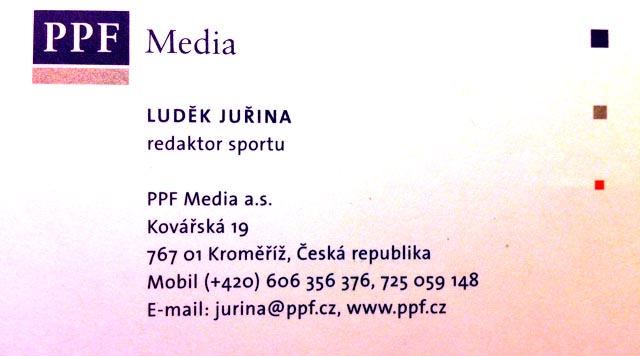 PPF Media
LUDĚK JUŘINA
redaktor sportu
PPF Media a.s.
Kovářská 19
767 01 Kroměříž, Česká republika
Mobil (+420) 606 356 376, 725 059 148
E-mail: jurina@ppf.cz, www.ppf.cz